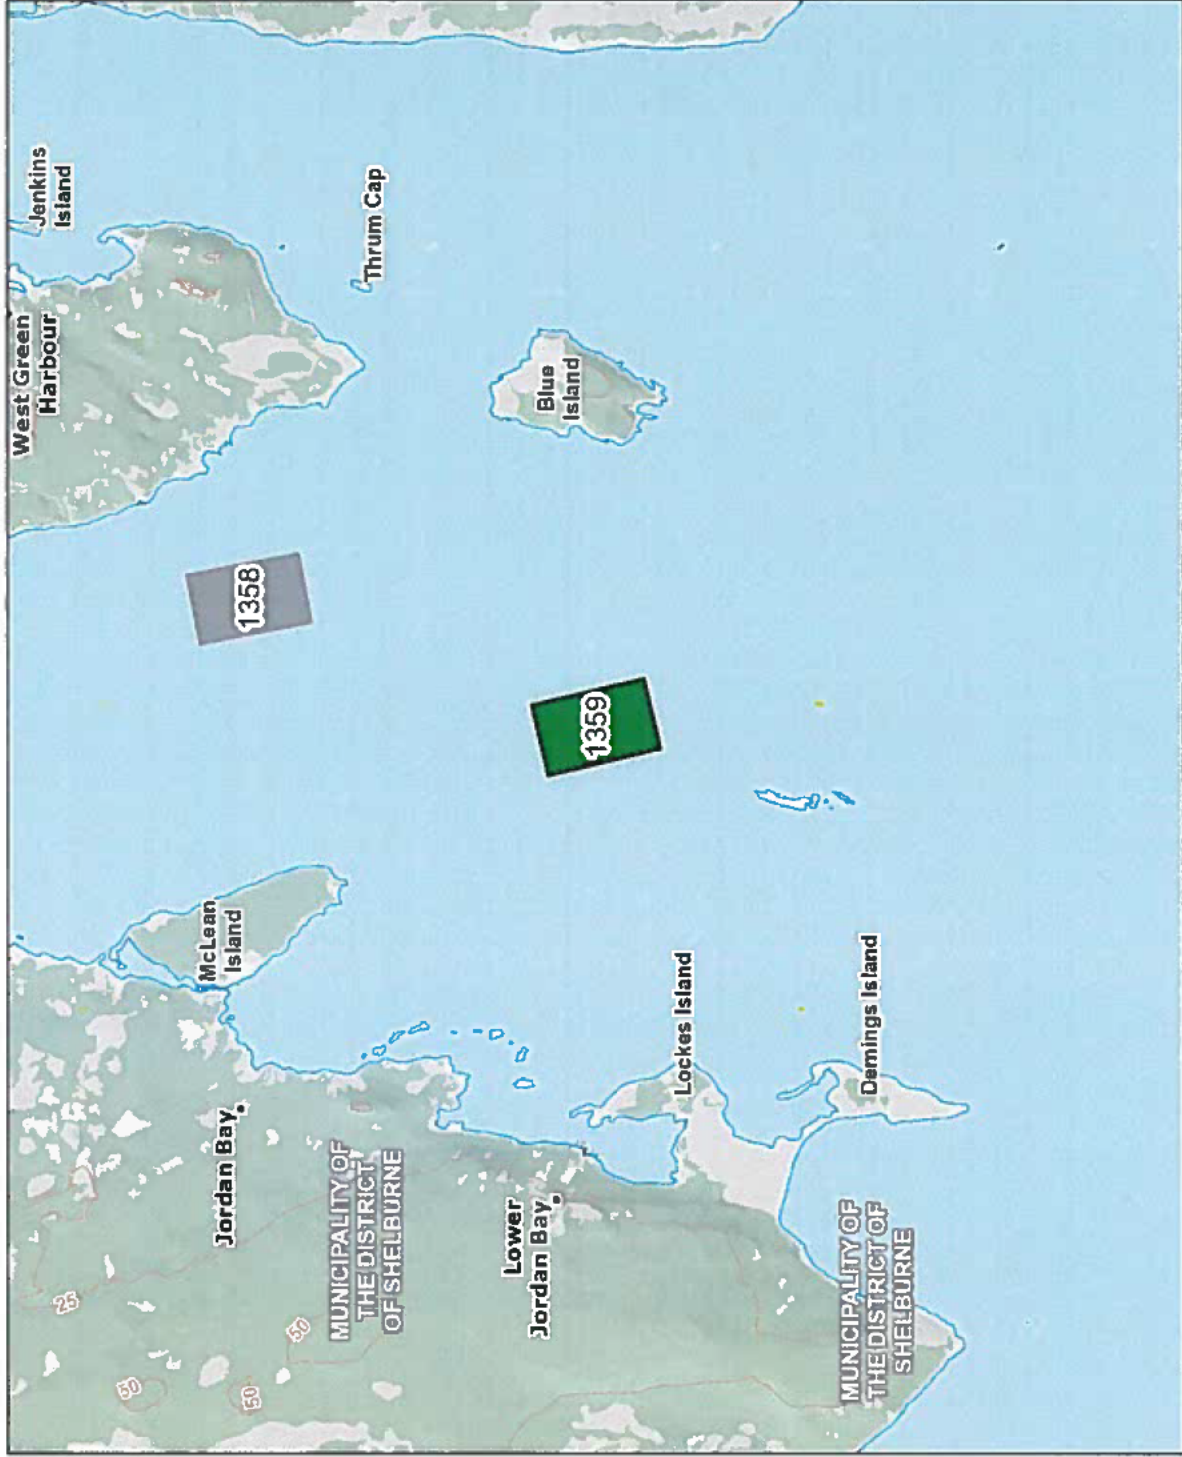 West Green
Harbour
Jenkins
Island
25
50
Jordan Bay
McLean
Island
50
1358
50
MUNICIPALITY OF
THE DISTRICT
OF SHELBURNE
Thrum Cap
Lower
Jordan Bay
Blue
Island
1359
Lockes Island
MUNICIPALITY OF
THE DISTRICT OF
SHELBURNE
Demings Island